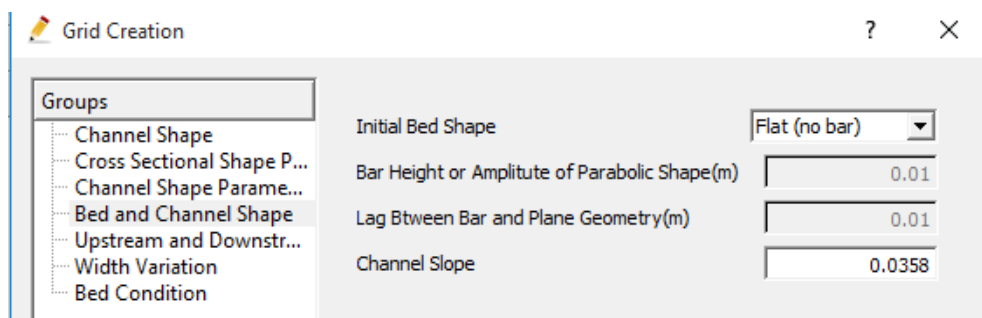 Grid Creation
?
Groups
Channel Shape
Cross Sectional Shape P...
Channel Shape Parame...
Bed and Channel Shape
Upstream and Downstr...
Width Variation
Bed Condition
Initial Bed Shape Flat (no bar)
Bar Height or Amplitute of Parabolic Shape(m) 0.01
Lag Btween Bar and Plane Geometry(m) 0.01
Channel Slope 0.0358